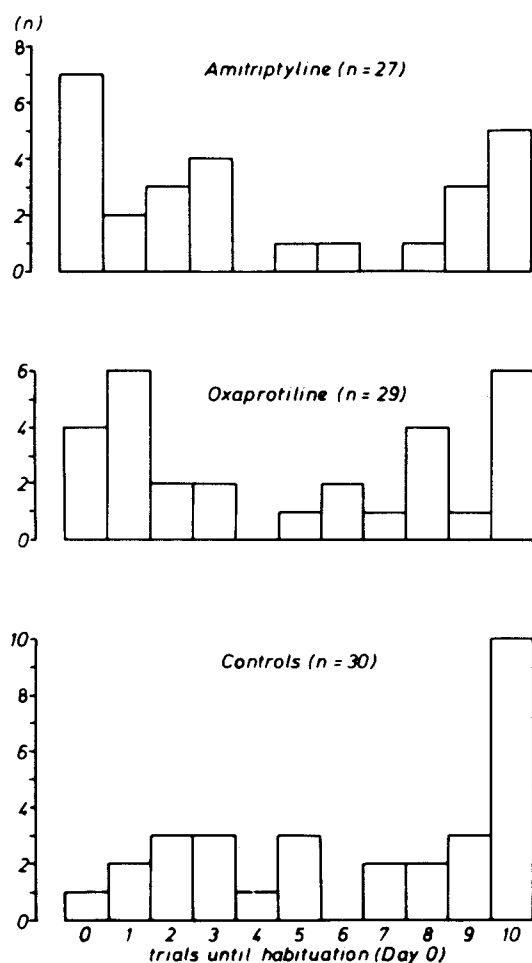 (n)
Amitriptyline (n = 27)
8
6
4
2
0
Oxaprotiline (n = 29)
6
4
2
0
Controls (n = 30)
10
8
6
4
2
0
0 1 2 3 4 5 6 7 8 9 10
trials until habituation (Day 0)